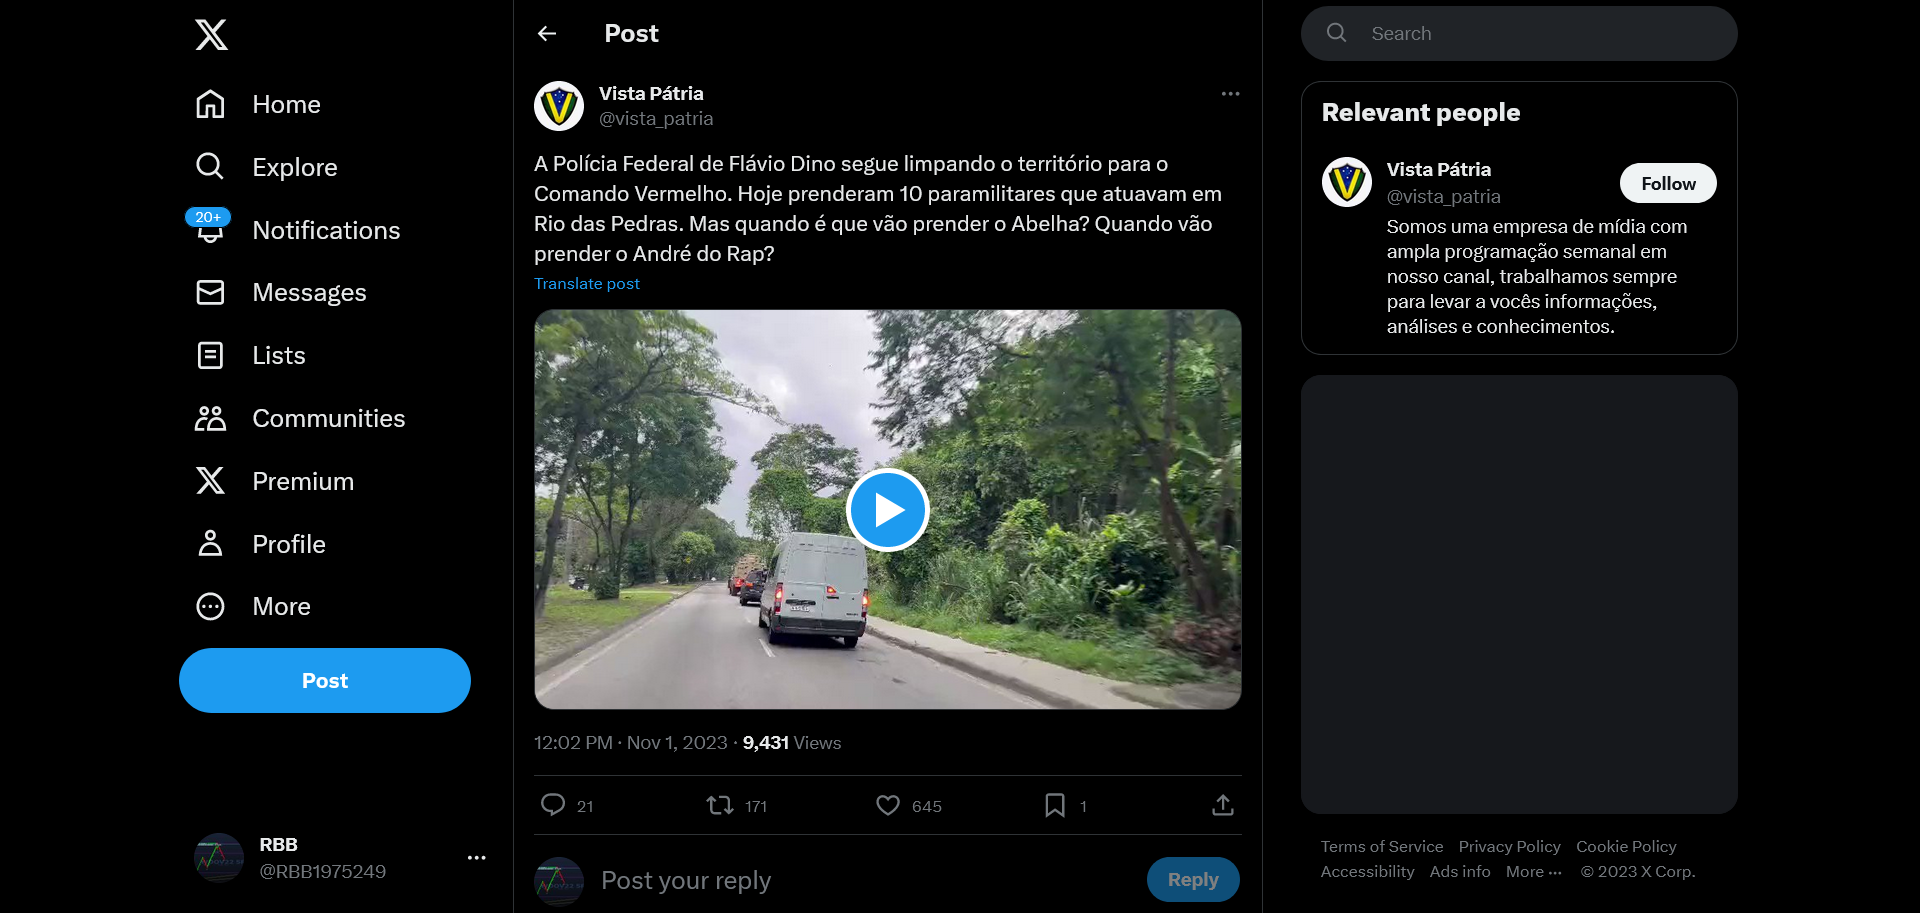 Home
Explore
20+
Notifications
Messages
Lists
Communities
Premium
Profile
More
Post
RBB
@RBB1975249
Post
Vista Pátria
@vista_patria
A Polícia Federal de Flávio Dino segue limpando o território para o
Comando Vermelho. Hoje prenderam 10 paramilitares que atuavam em
Rio das Pedras. Mas quando é que vão prender o Abelha? Quando vão
prender o André do Rap?
Translate post
12:02 PM · Nov 1, 2023 · 9,431 Views
21 171 645 1
Post your reply
Reply
Search
Relevant people
Vista Pátria
@vista_patria
Follow
Somos uma empresa de mídia com
ampla programação semanal em
nosso canal, trabalhamos sempre
para levar a vocês informações,
análises e conhecimentos.
Terms of Service Privacy Policy Cookie Policy
Accessibility Ads info More ··· © 2023 X Corp.